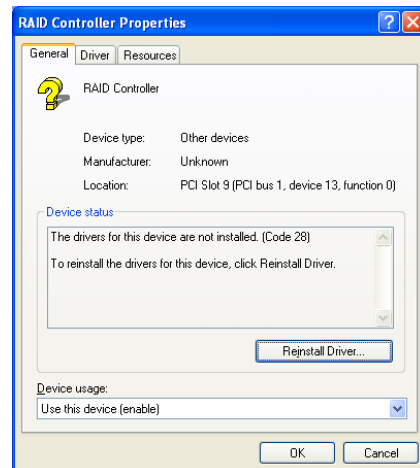 RAID Controller Properties
General Driver Resources
RAID Controller
Device type: Other devices
Manufacturer: Unknown
Location: PCI Slot 9 (PCI bus 1, device 13, function 0)
Device status
The drivers for this device are not installed. (Code 28)
To reinstall the drivers for this device, click Reinstall Driver.
Reinstall Driver...
Device usage:
Use this device (enable)
OK Cancel